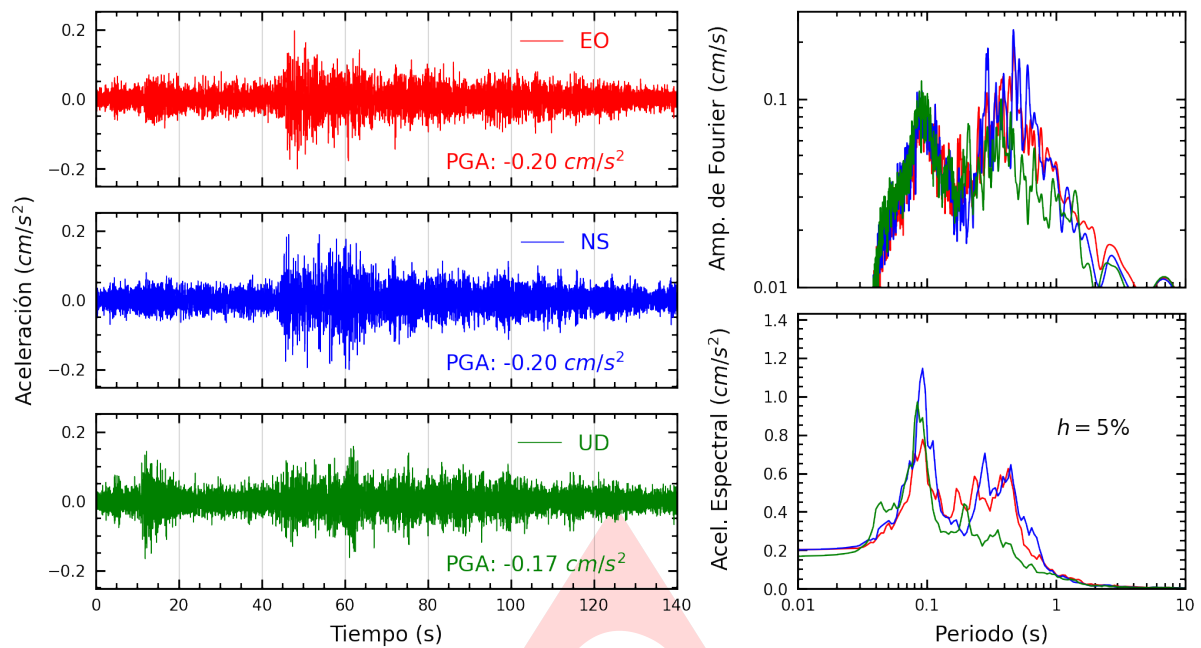 Aceleración (cm/s²)
0.2
0.0
−0.2
EO
PGA: -0.20 cm/s²
0.2
0.0
−0.2
NS
PGA: -0.20 cm/s²
0.2
0.0
−0.2
UD
PGA: -0.17 cm/s²
0 20 40 60 80 100 120 140
Tiempo (s)
Amp. de Fourier (cm/s)
0.1
0.01
Acel. Espectral (cm/s²)
1.4
1.2
1.0
0.8
0.6
0.4
0.2
0.0
h = 5%
0.01 0.1 1 10
Periodo (s)